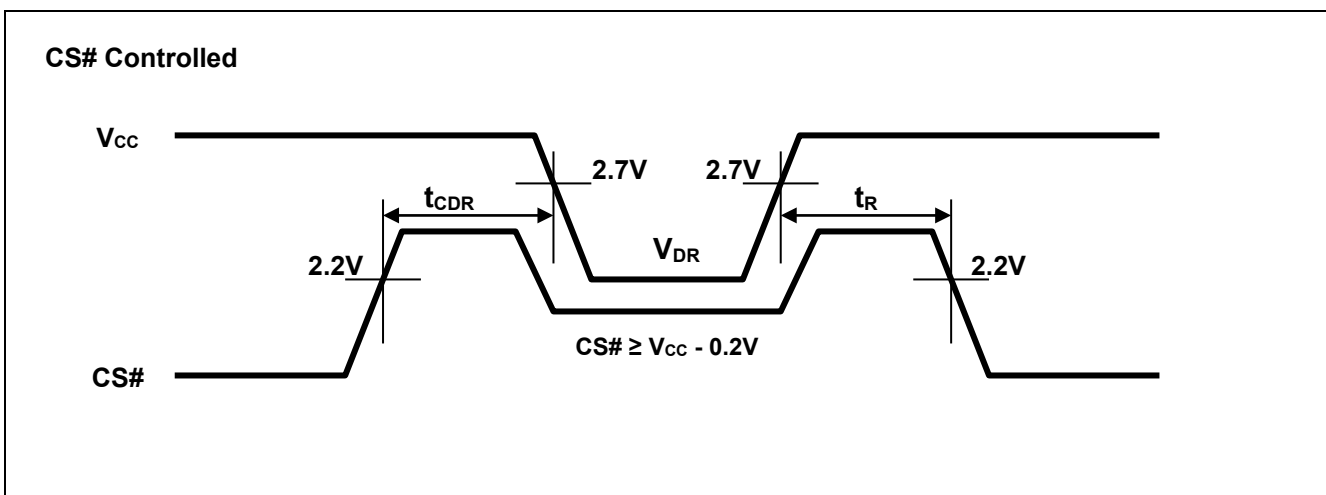 CS# Controlled
VCC
2.7V
2.7V
tCDR
tR
VDR
2.2V
2.2V
CS# ≥ VCC - 0.2V
CS#